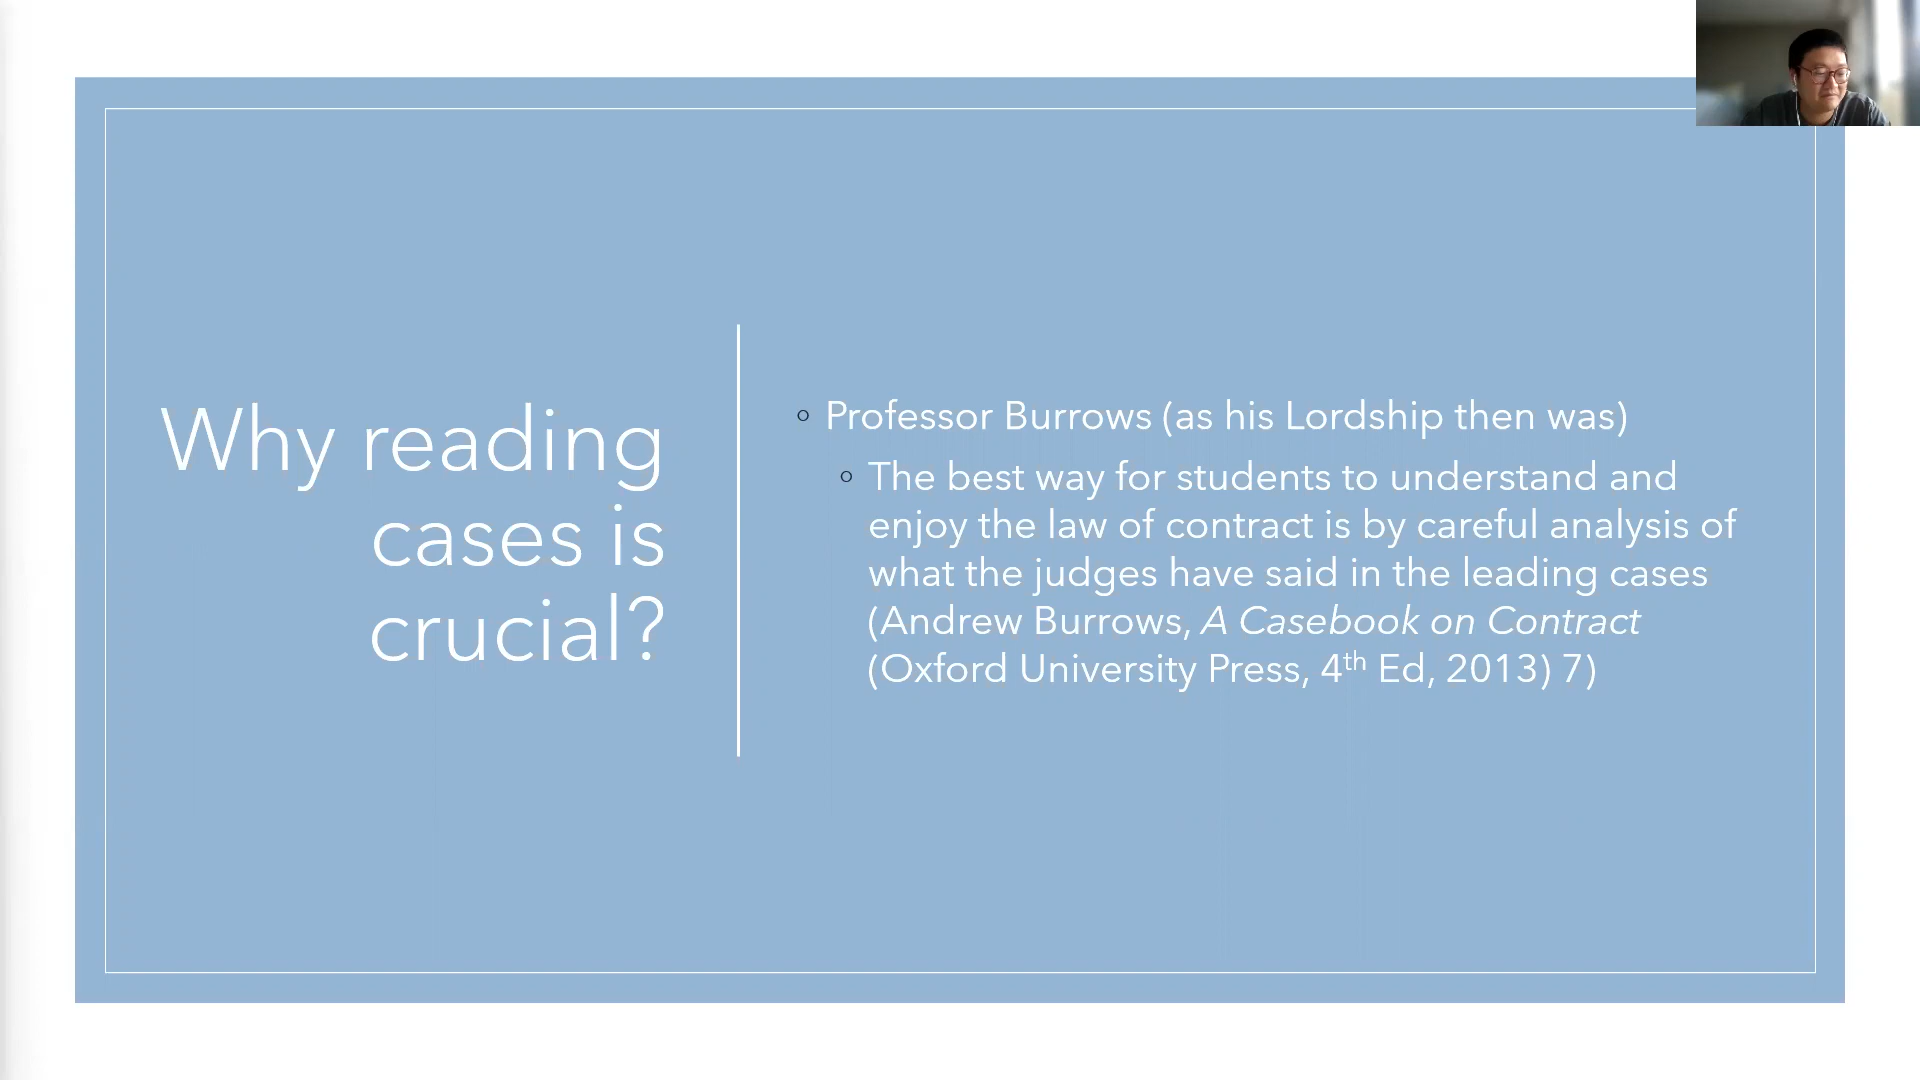 Why reading
cases is
crucial?
Professor Burrows (as his Lordship then was)
The best way for students to understand and
enjoy the law of contract is by careful analysis of
what the judges have said in the leading cases
(Andrew Burrows, A Casebook on Contract
(Oxford University Press, 4th Ed, 2013) 7)